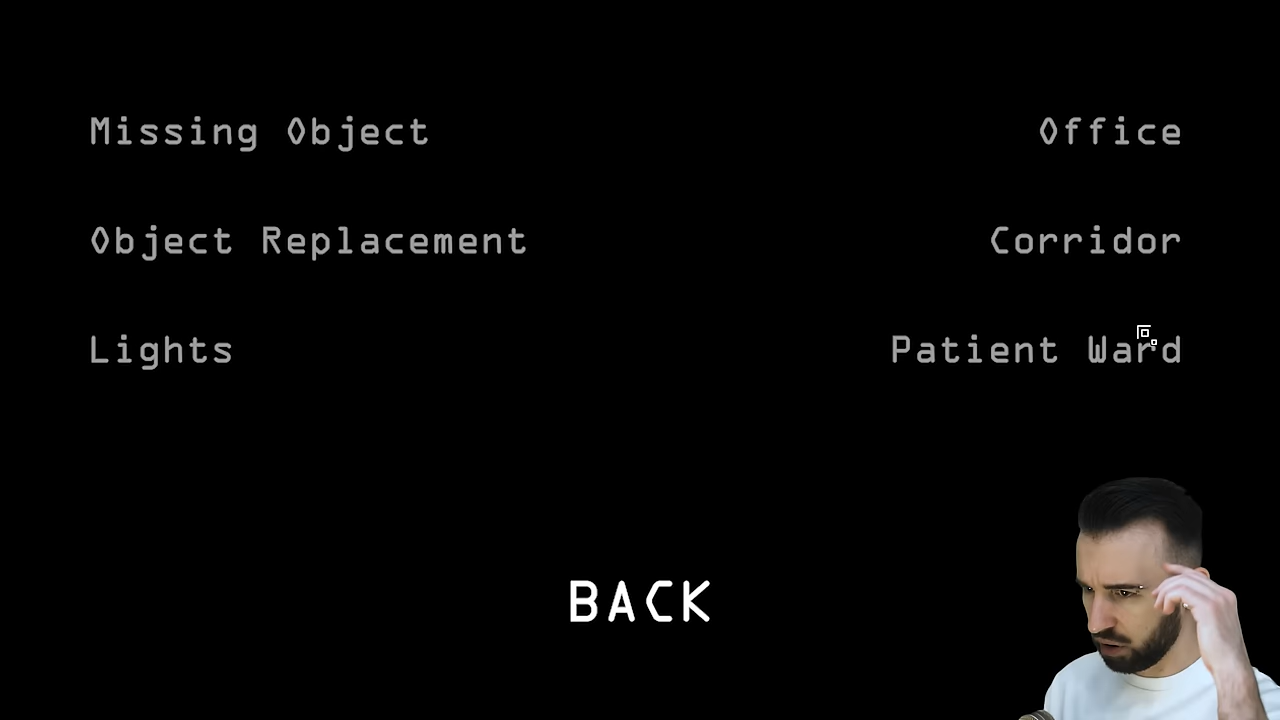 Missing Object
Office
Object Replacement
Corridor
Lights
Patient Ward
BACK